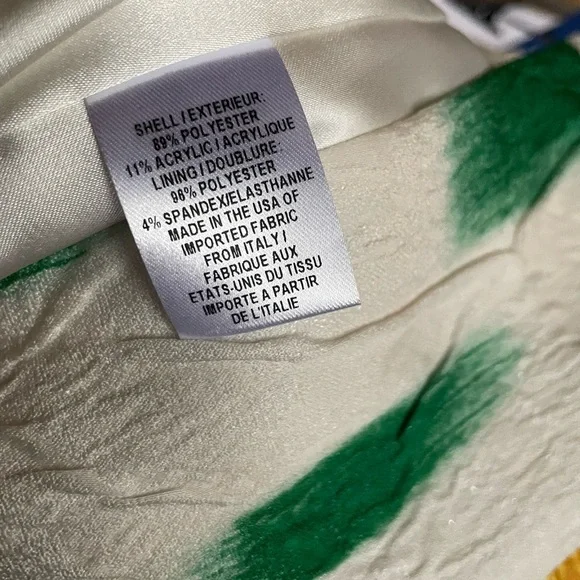 SHELL / EXTERIEUR:
89% POLYESTER
11% ACRYLIC / ACRYLIQUE
LINING / DOUBLURE:
96% POLYESTER
4% SPANDEX/ELASTHANNE
MADE IN THE USA OF
IMPORTED FABRIC
FROM ITALY /
FABRIQUE AUX
ETATS-UNIS DU TISSU
IMPORTE A PARTIR
DE L'ITALIE